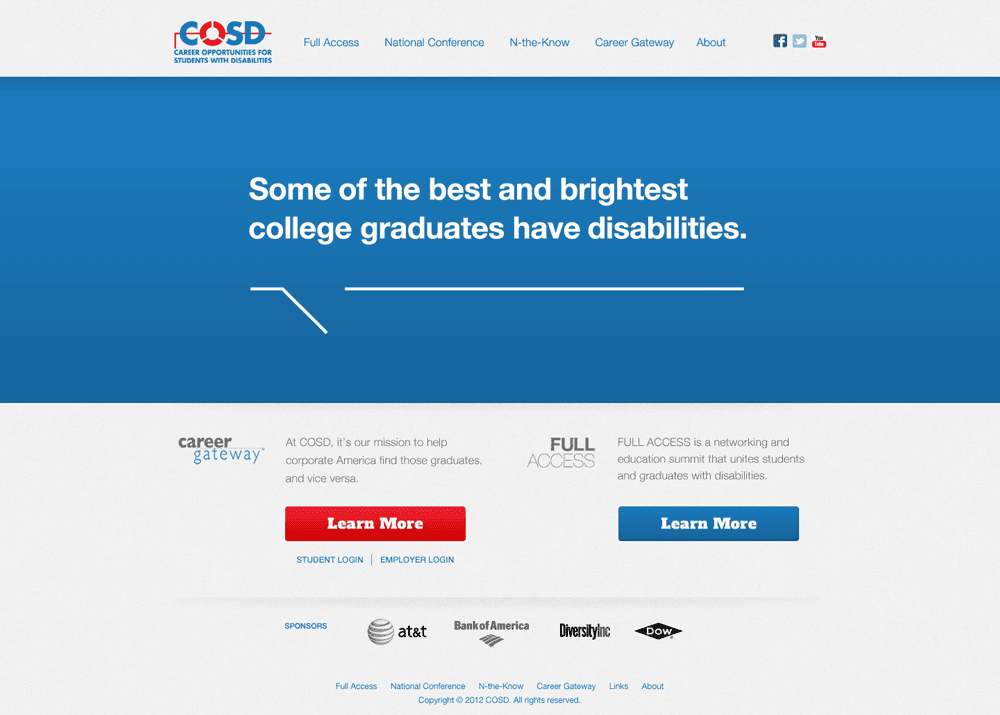 COSD
CAREER OPPORTUNITIES FOR
STUDENTS WITH DISABILITIES
Full Access National Conference N-the-Know Career Gateway About
You
Tube
Some of the best and brightest
college graduates have disabilities.
career
gateway™
At COSD, it's our mission to help
corporate America find those graduates,
and vice versa.
Learn More
STUDENT LOGIN | EMPLOYER LOGIN
FULL
ACCESS
FULL ACCESS is a networking and
education summit that unites students
and graduates with disabilities.
Learn More
SPONSORS
at&t
Bank of America
DiversityInc
Dow
Full Access National Conference N-the-Know Career Gateway Links About
Copyright © 2012 COSD. All rights reserved.